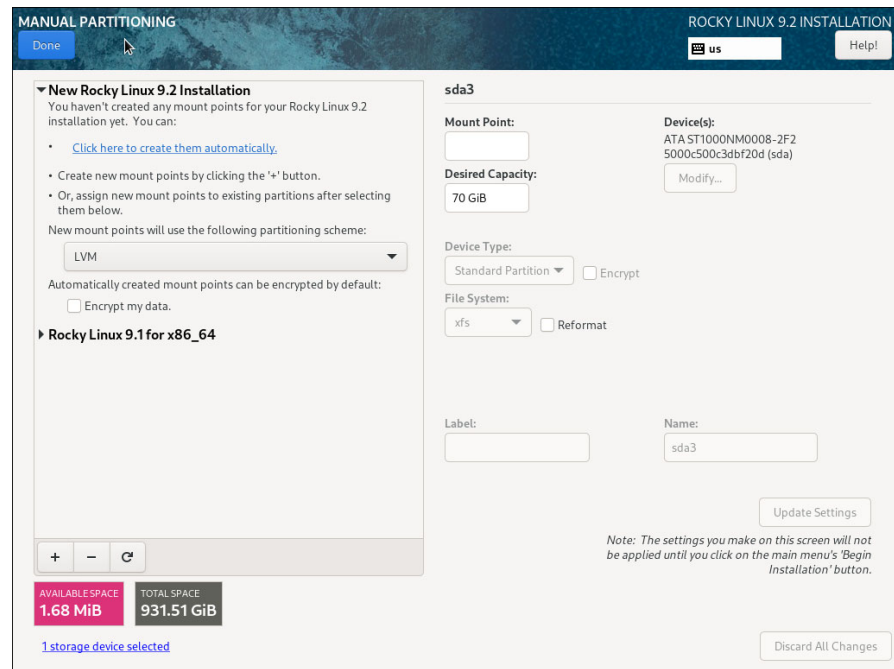 MANUAL PARTITIONING
ROCKY LINUX 9.2 INSTALLATION
Done
us
Help!
New Rocky Linux 9.2 Installation
You haven't created any mount points for your Rocky Linux 9.2
installation yet. You can:
• Click here to create them automatically.
• Create new mount points by clicking the '+' button.
• Or, assign new mount points to existing partitions after selecting
them below.
New mount points will use the following partitioning scheme:
LVM
Automatically created mount points can be encrypted by default:
Encrypt my data.
Rocky Linux 9.1 for x86_64
+ −
AVAILABLE SPACE
1.68 MiB
TOTAL SPACE
931.51 GiB
1 storage device selected
sda3
Mount Point:
Desired Capacity:
70 GiB
Device(s):
ATA ST1000NM0008-2F2
5000c500c3dbf20d (sda)
Modify...
Device Type:
Standard Partition
Encrypt
File System:
xfs
Reformat
Label:
Name:
sda3
Update Settings
Note: The settings you make on this screen will not
be applied until you click on the main menu's 'Begin
Installation' button.
Discard All Changes